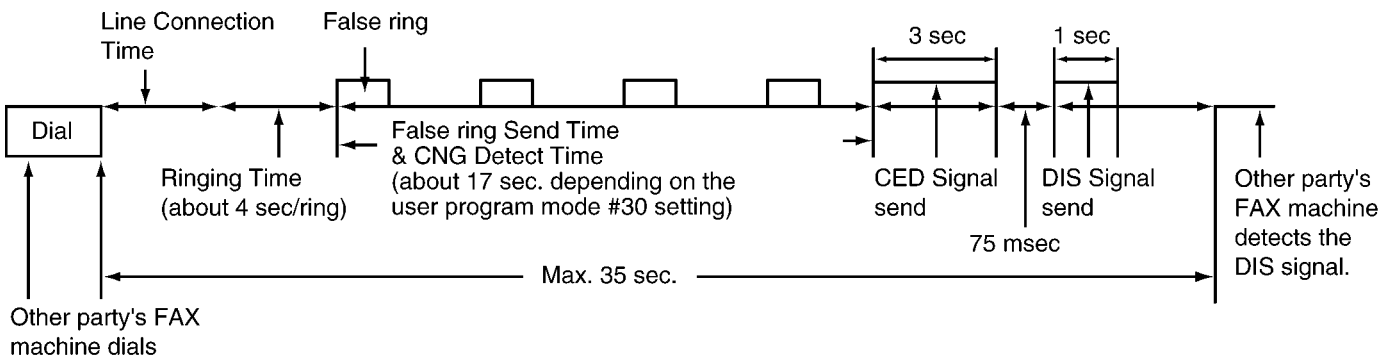 Line Connection
Time
False ring
3 sec
1 sec
Dial
Ringing Time
(about 4 sec/ring)
False ring Send Time
& CNG Detect Time
(about 17 sec. depending on the
user program mode #30 setting)
CED Signal
send
75 msec
DIS Signal
send
Other party's
FAX machine
detects the
DIS signal.
Max. 35 sec.
Other party's FAX
machine dials